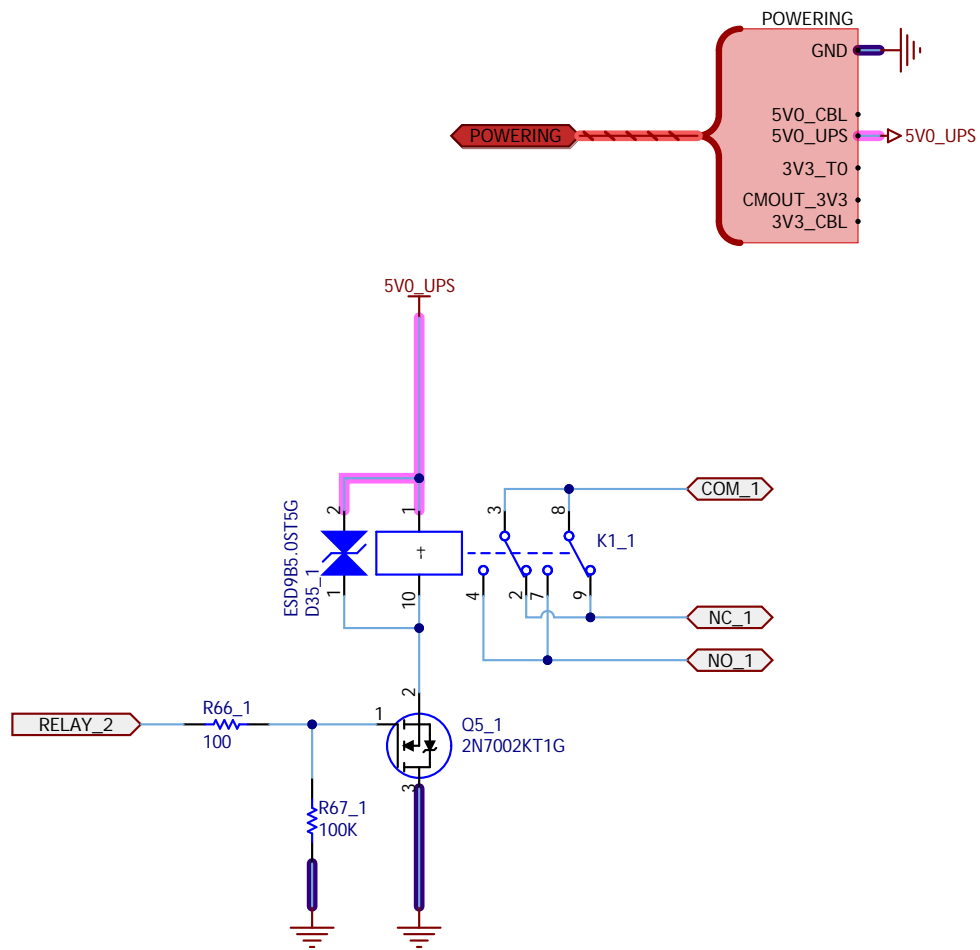 POWERING
GND
5V0_CBL
POWERING
5V0_UPS
5V0_UPS
3V3_T0
CMOUT_3V3
3V3_CBL
5V0_UPS
COM_1
2
1
3
8
K1_1
ESD9B5.0ST5G
D35_1
1
10
4
2
7
9
NC_1
NO_1
2
R66_1
1
Q5_1
RELAY_2
100
2N7002KT1G
3
R67_1
100K